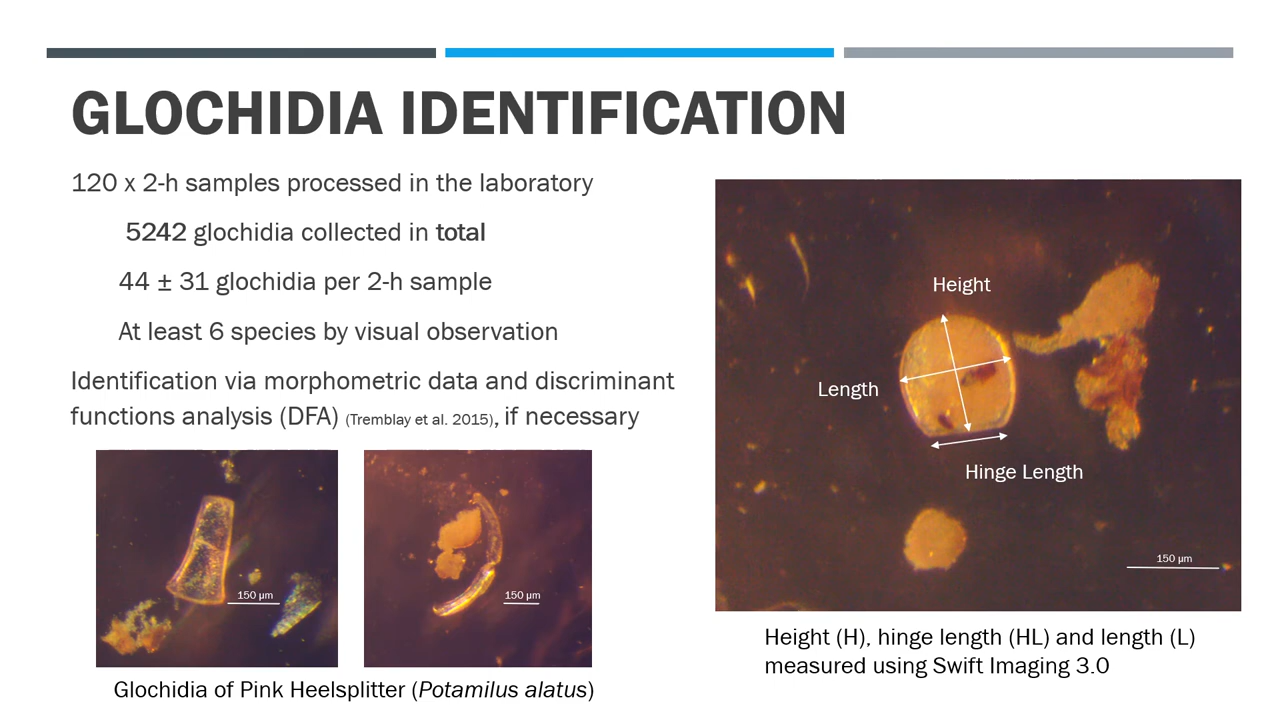 GLOCHIDIA IDENTIFICATION
120 x 2-h samples processed in the laboratory
5242 glochidia collected in total
44 ± 31 glochidia per 2-h sample
At least 6 species by visual observation
Identification via morphometric data and discriminant
functions analysis (DFA) (Tremblay et al. 2015), if necessary
150 µm
150 µm
Glochidia of Pink Heelsplitter (Potamilus alatus)
Height
Length
Hinge Length
150 µm
Height (H), hinge length (HL) and length (L)
measured using Swift Imaging 3.0